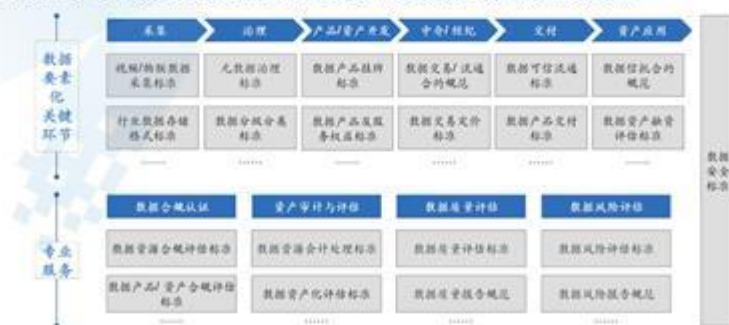 采集
治理
产品/资产开发
中介/经纪
交付
资产应用
数据
要素
化
关键
环节
视频/物候数据
采集标准
元数据治理
标准
数据产品挂牌
标准
数据交易/流通
合约规范
数据可信流通
标准
数据信托合约
规范
行业数据存储
格式标准
数据分级分类
标准
数据产品及服
务权益标准
数据交易定价
标准
数据产品交付
标准
数据资产融资
评估标准
......
......
......
......
......
......
数据
安全
标准
专业
服务
数据合规认证
资产审计与评估
数据质量评估
数据风险评估
数据资源合规评估标准
数据资源会计处理标准
数据质量评估标准
数据风险评估标准
数据产品/资产合规评估
标准
数据资产化评估标准
数据质量报告规范
数据风险报告规范
......
......
......
......